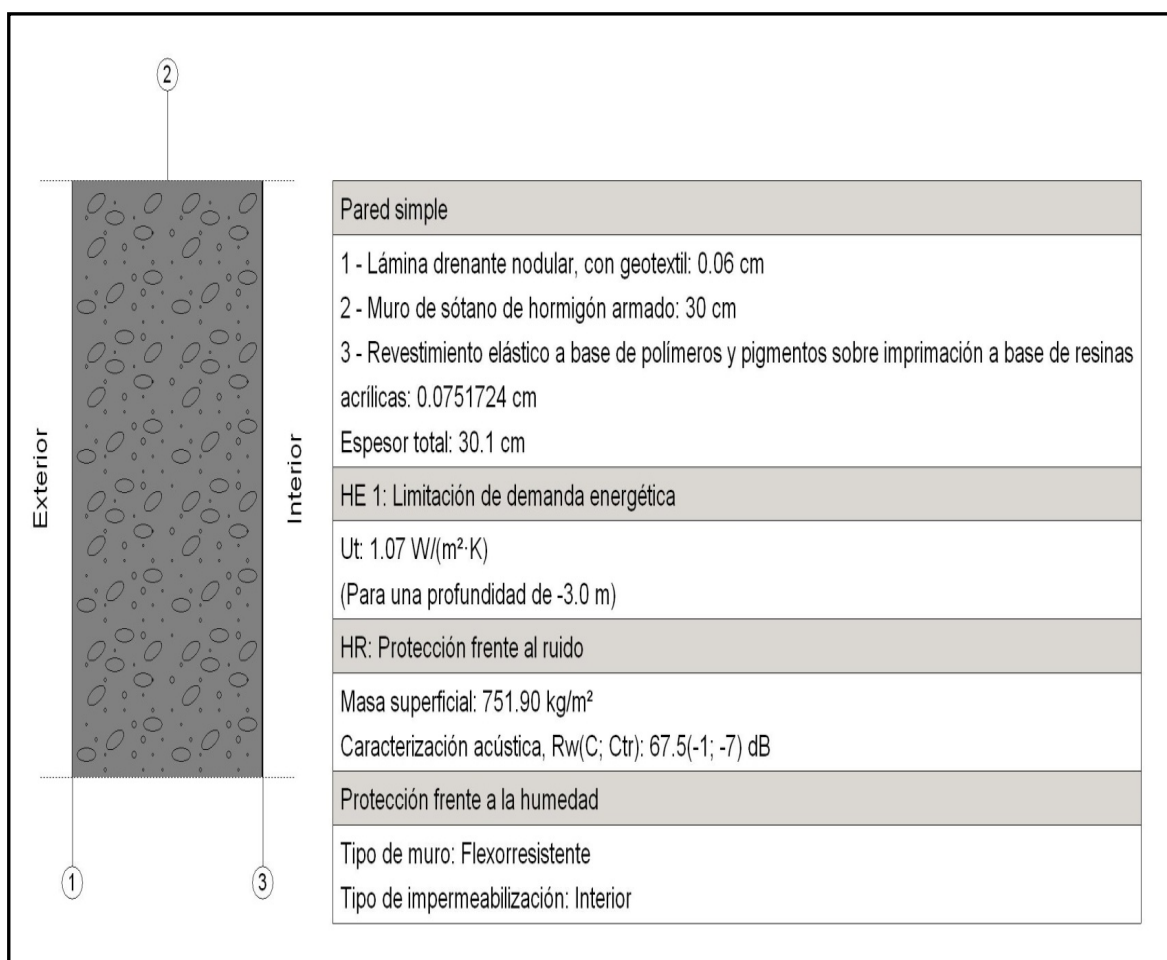 2
Pared simple
1 - Lámina drenante nodular, con geotextil: 0.06 cm
2 - Muro de sótano de hormigón armado: 30 cm
3 - Revestimiento elástico a base de polímeros y pigmentos sobre imprimación a base de resinas
acrílicas: 0.0751724 cm
Espesor total: 30.1 cm
Exterior
Interior
HE 1: Limitación de demanda energética
Ut: 1.07 W/(m²·K)
(Para una profundidad de -3.0 m)
HR: Protección frente al ruido
Masa superficial: 751.90 kg/m²
Caracterización acústica, Rw(C; Ctr): 67.5(-1; -7) dB
Protección frente a la humedad
Tipo de muro: Flexorresistente
Tipo de impermeabilización: Interior
1
3